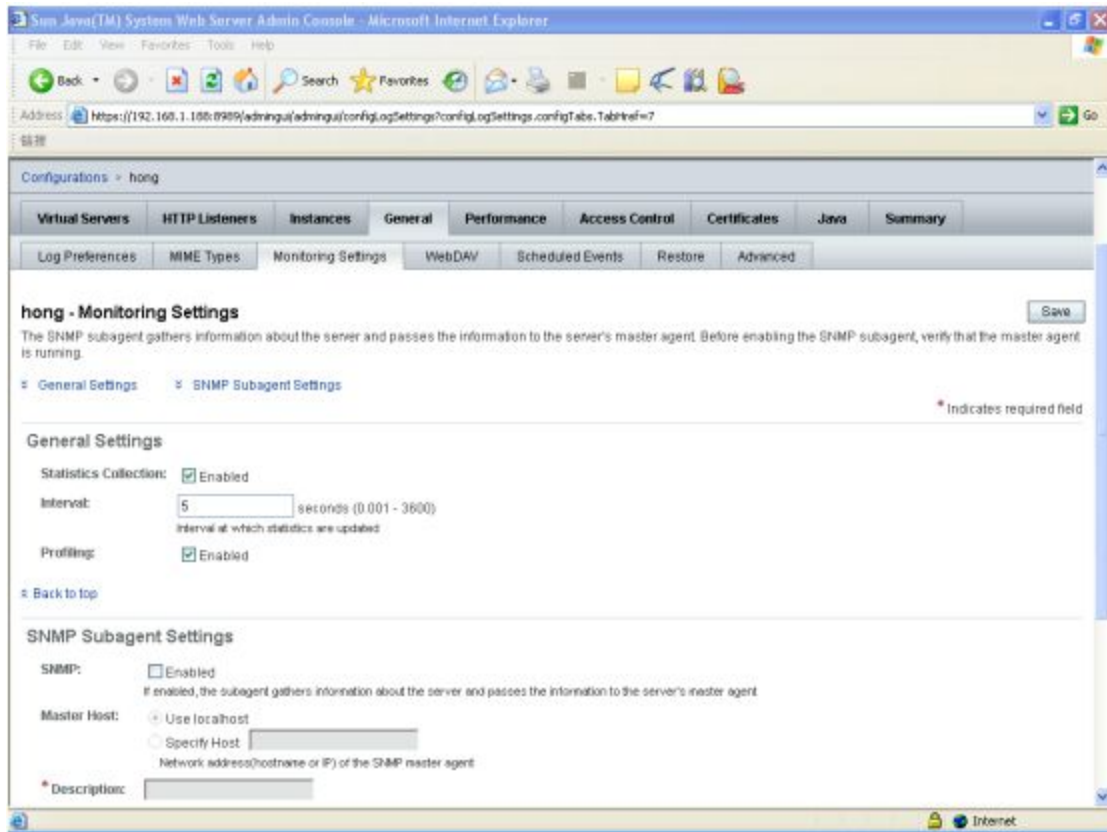 Sun Java(TM) System Web Server Admin Console - Microsoft Internet Explorer
File Edit View Favorites Tools Help
Back Search Favorites
Address https://192.168.1.188:8989/admingui/admingui/configLogSettings?configLogSettings.configTabs.TabHref=7 Go
链接
Configurations > hong
Virtual Servers HTTP Listeners Instances General Performance Access Control Certificates Java Summary
Log Preferences MIME Types Monitoring Settings WebDAV Scheduled Events Restore Advanced
hong - Monitoring Settings Save
The SNMP subagent gathers information about the server and passes the information to the server's master agent. Before enabling the SNMP subagent, verify that the master agent
is running.
General Settings SNMP Subagent Settings
* Indicates required field
General Settings
Statistics Collection: Enabled
Interval: 5 seconds (0.001 - 3600)
Interval at which statistics are updated
Profiling: Enabled
Back to top
SNMP Subagent Settings
SNMP: Enabled
If enabled, the subagent gathers information about the server and passes the information to the server's master agent
Master Host: Use localhost
Specify Host
Network address(hostname or IP) of the SNMP master agent
* Description:
Internet